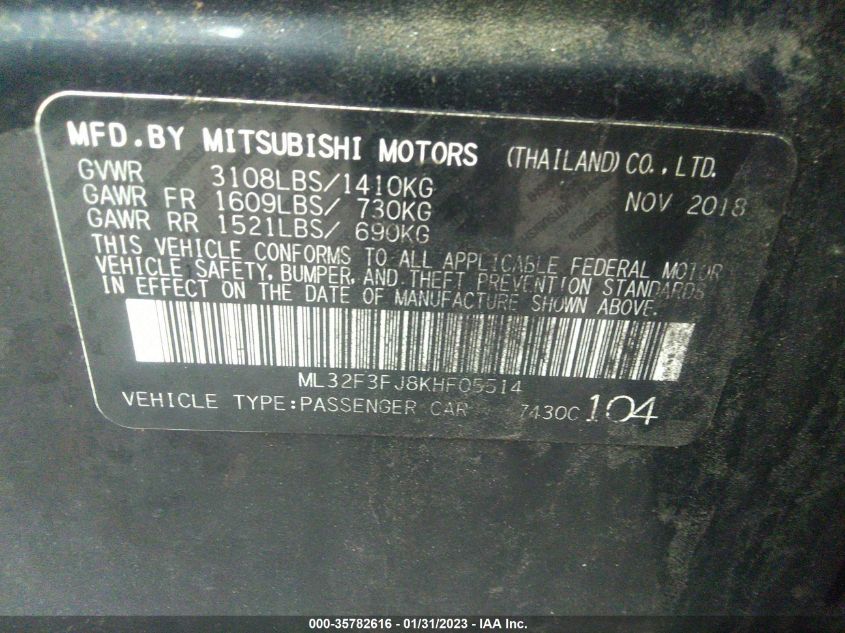 MFD.BY MITSUBISHI MOTORS (THAILAND) CO., LTD.
GVWR 3108LBS/1410KG NOV 2018
GAWR FR 1609LBS/ 730KG
GAWR RR 1521LBS/ 690KG
THIS VEHICLE CONFORMS TO ALL APPLICABLE FEDERAL MOTOR
VEHICLE SAFETY, BUMPER, AND THEFT PREVENTION STANDARDS
IN EFFECT ON THE DATE OF MANUFACTURE SHOWN ABOVE.
ML32F3FJ8KHF05514
VEHICLE TYPE:PASSENGER CAR 7430C 104
000-35782616 - 01/31/2023 - IAA Inc.